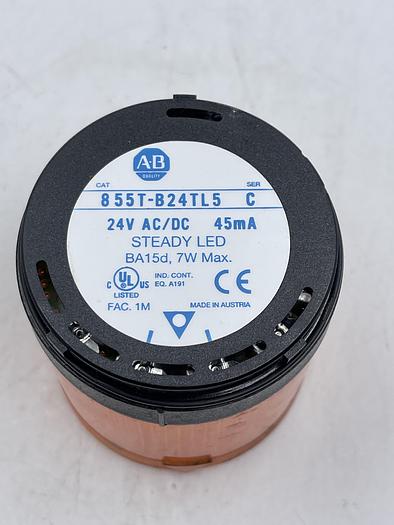 A-B
QUALITY
CAT SER
855T-B24TL5 C
24V AC/DC 45mA
STEADY LED
BA15d, 7W Max.
C UL US
LISTED
IND. CONT.
EQ. A191
CE
FAC. 1M
MADE IN AUSTRIA